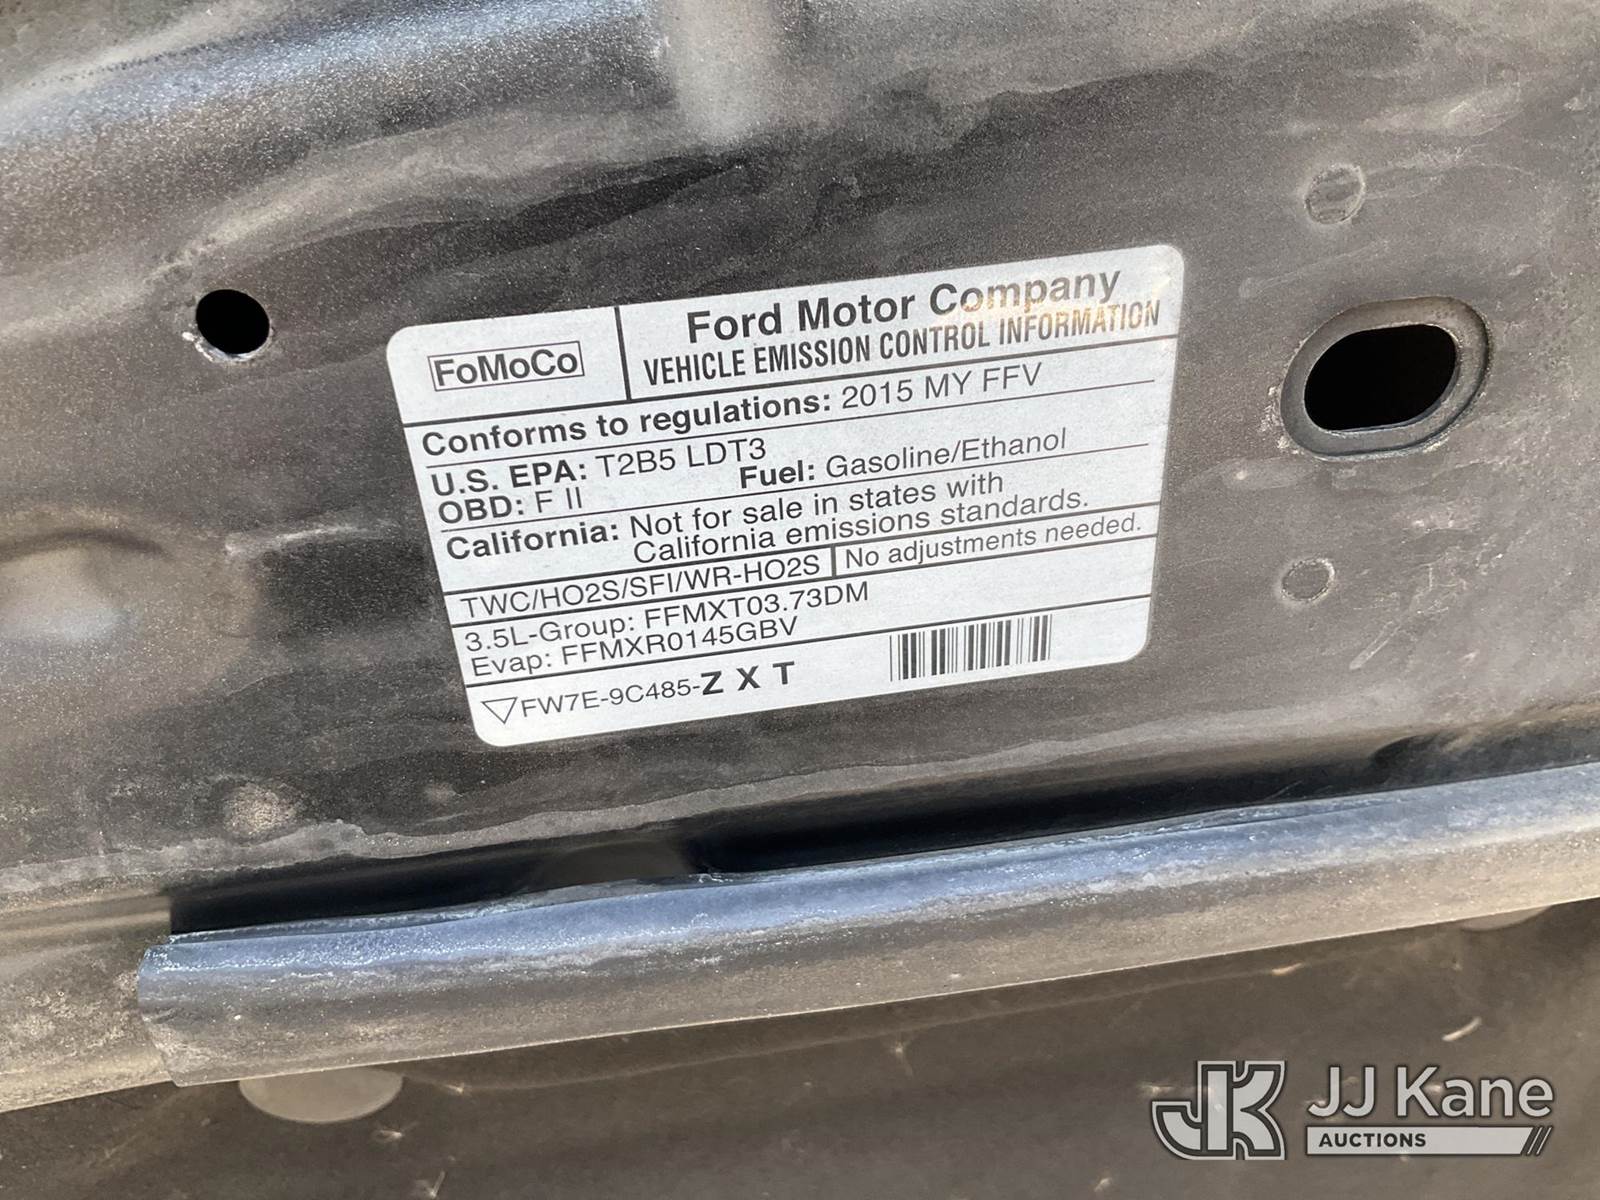 FoMoCo
Ford Motor Company
VEHICLE EMISSION CONTROL INFORMATION
Conforms to regulations: 2015 MY FFV
U.S. EPA: T2B5 LDT3
OBD: F II Fuel: Gasoline/Ethanol
California: Not for sale in states with
California emissions standards.
TWC/HO2S/SFI/WR-HO2S No adjustments needed.
3.5L-Group: FFMXT03.73DM
Evap: FFMXR0145GBV
FW7E-9C485-Z X T
JK JJ Kane
AUCTIONS